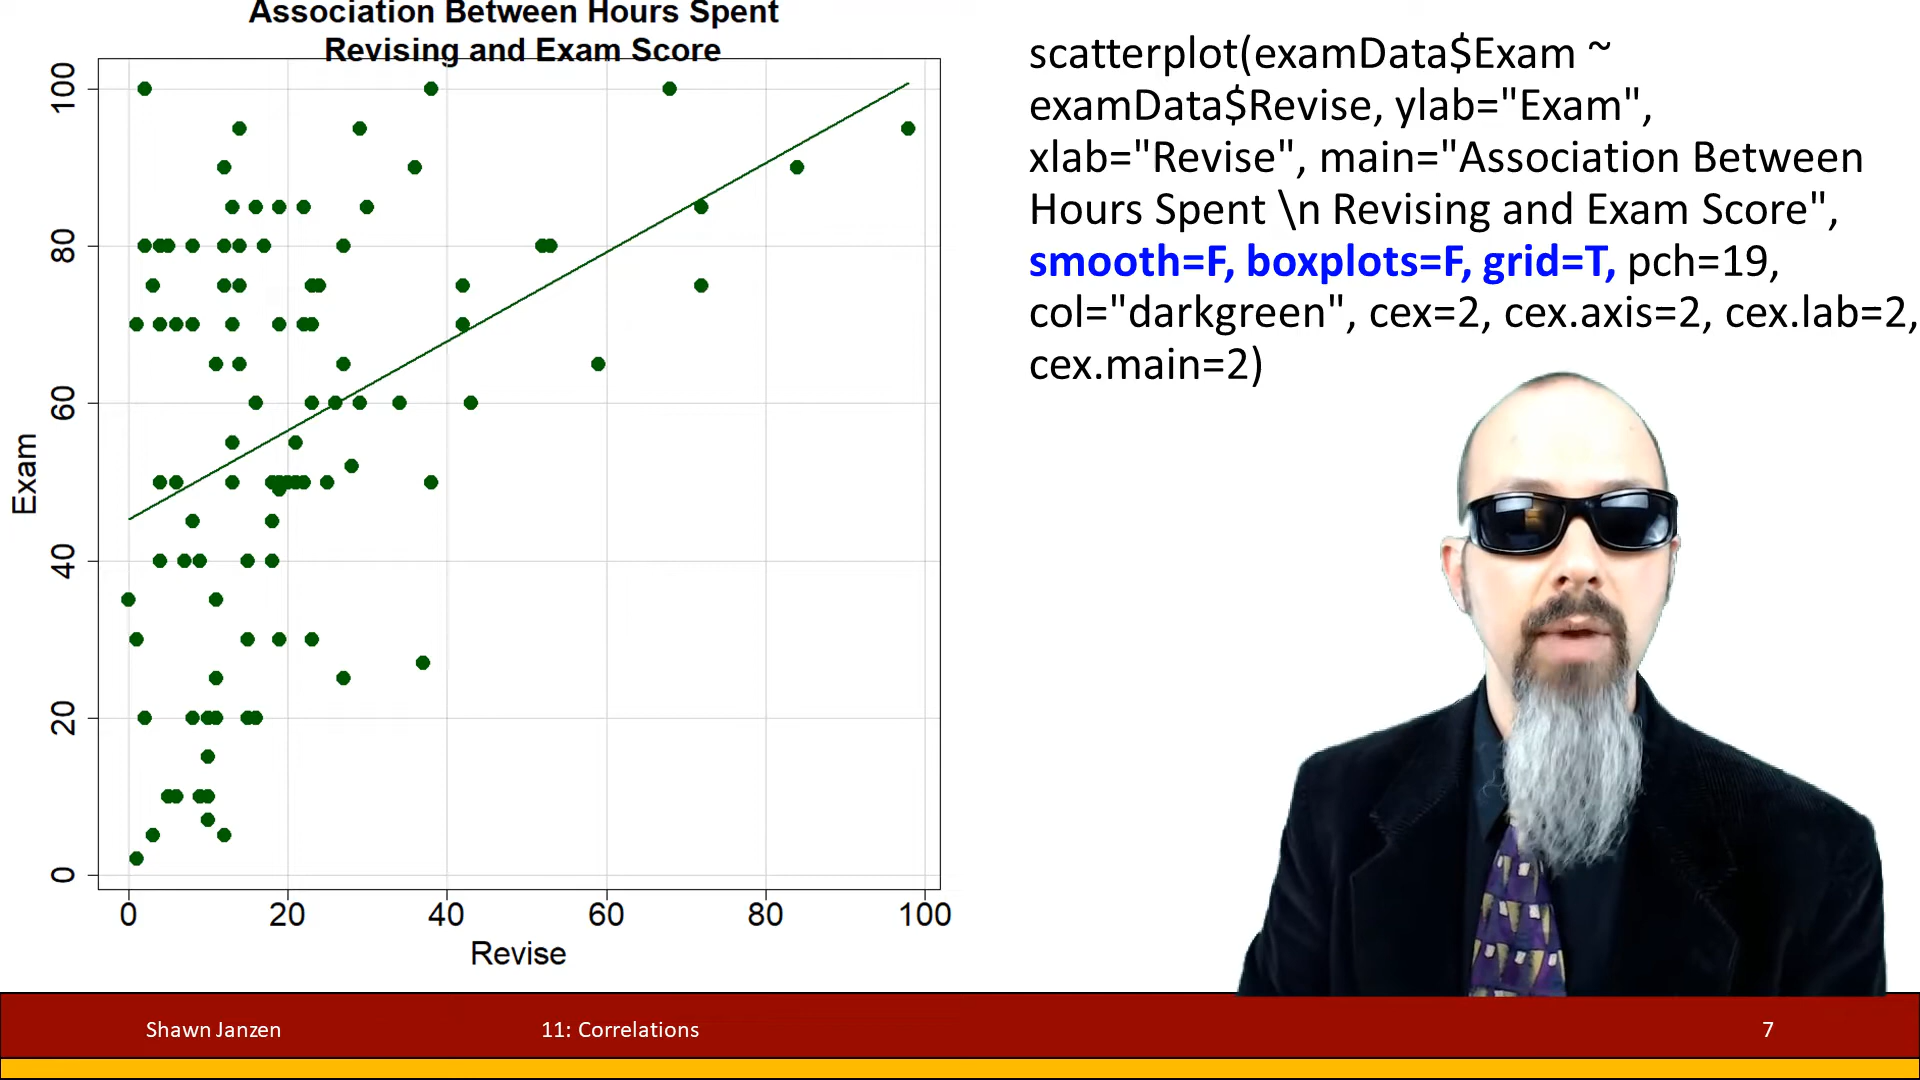 Association Between Hours Spent
Revising and Exam Score
100
80
60
40
20
0
Exam
0 20 40 60 80 100
Revise
scatterplot(examData$Exam ~
examData$Revise, ylab="Exam",
xlab="Revise", main="Association Between
Hours Spent \n Revising and Exam Score",
smooth=F, boxplots=F, grid=T, pch=19,
col="darkgreen", cex=2, cex.axis=2, cex.lab=2,
cex.main=2)
Shawn Janzen 11: Correlations 7